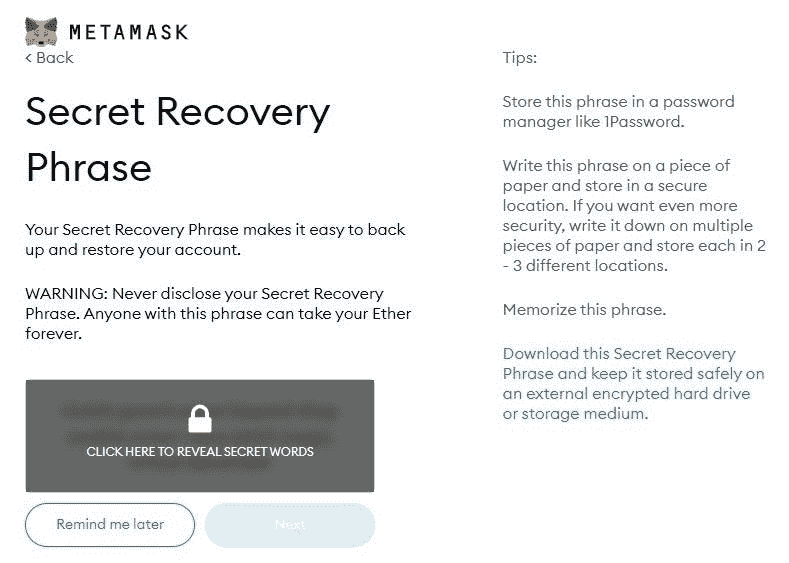 METAMASK
< Back
Secret Recovery
Phrase
Your Secret Recovery Phrase makes it easy to back
up and restore your account.
WARNING: Never disclose your Secret Recovery
Phrase. Anyone with this phrase can take your Ether
forever.
CLICK HERE TO REVEAL SECRET WORDS
Remind me later
Next
Tips:
Store this phrase in a password
manager like 1Password.
Write this phrase on a piece of
paper and store in a secure
location. If you want even more
security, write it down on multiple
pieces of paper and store each in 2
- 3 different locations.
Memorize this phrase.
Download this Secret Recovery
Phrase and keep it stored safely on
an external encrypted hard drive
or storage medium.